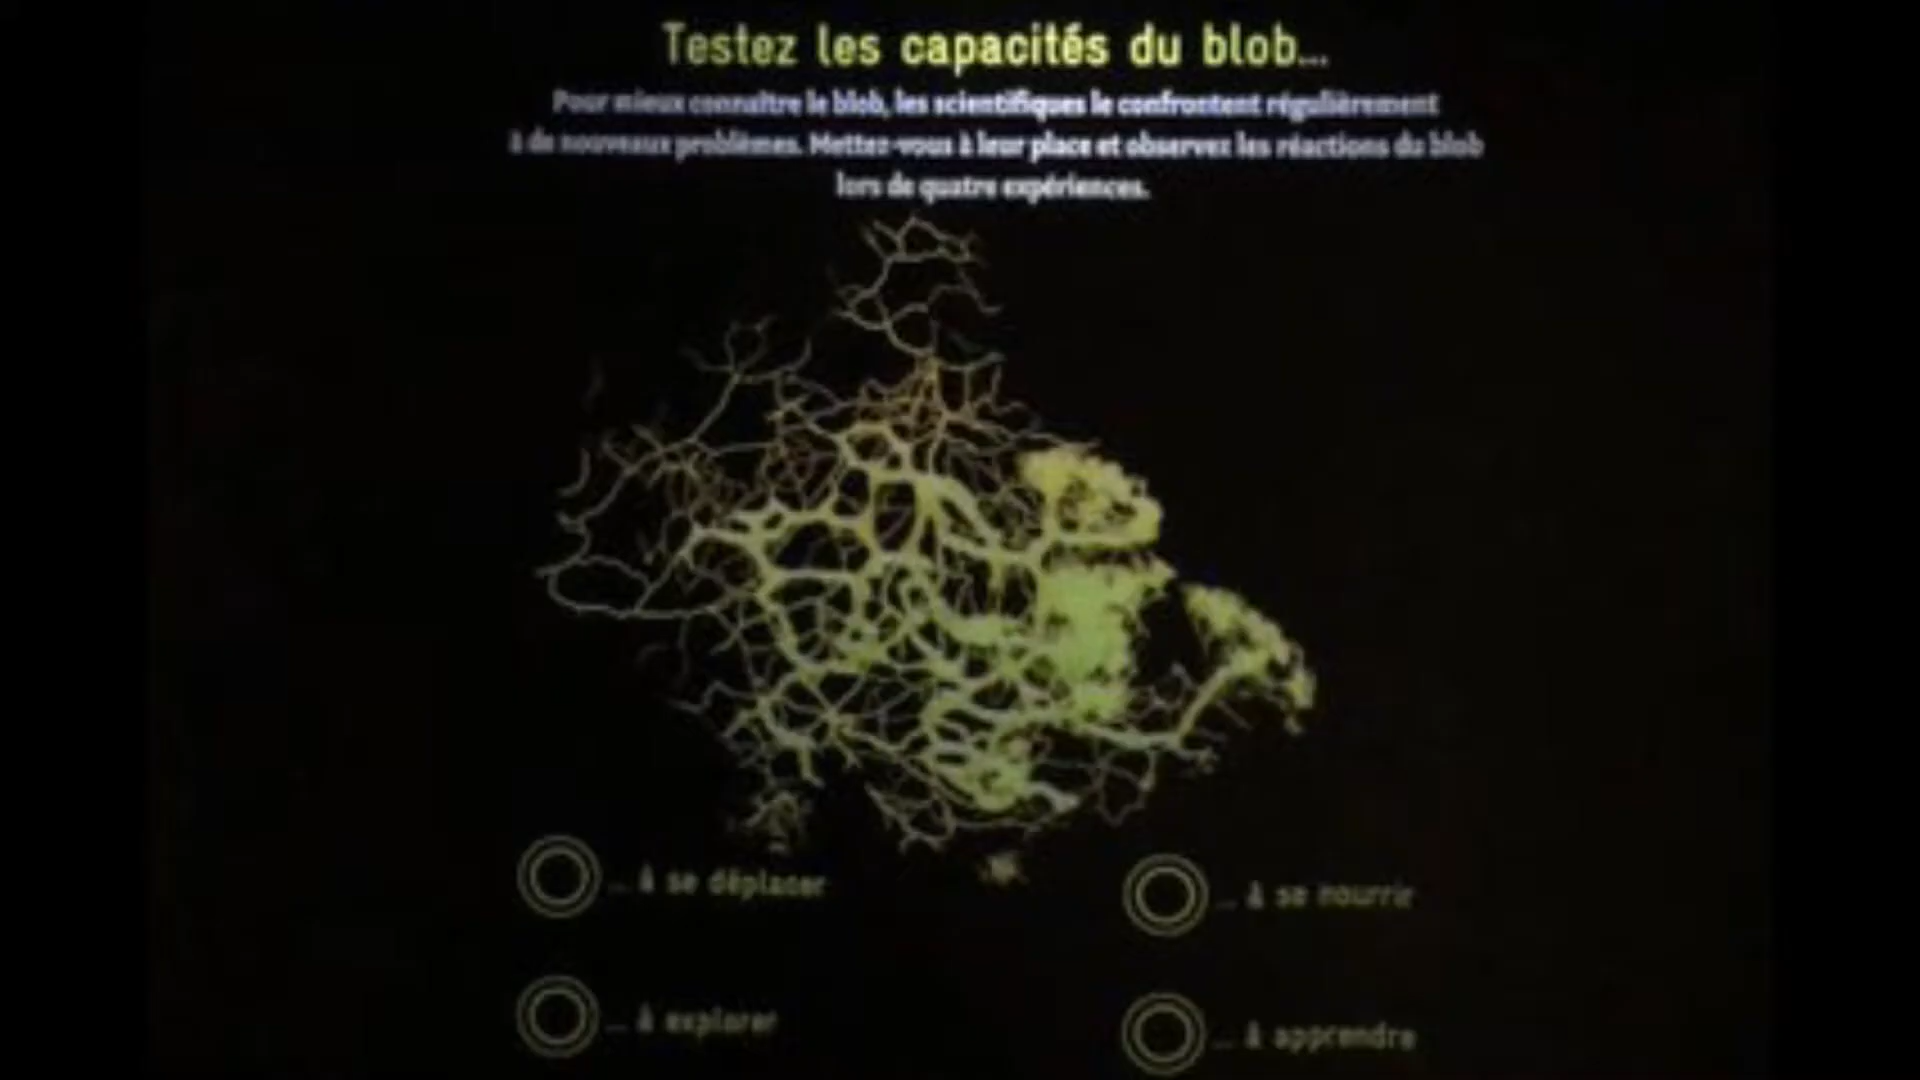 Testez les capacités du blob...
Pour mieux connaître le blob, les scientifiques le confrontent régulièrement
à de nouveaux problèmes. Mettez-vous à leur place et observez les réactions du blob
lors de quatre expériences.
... à se déplacer
... à se nourrir
... à explorer
... à apprendre